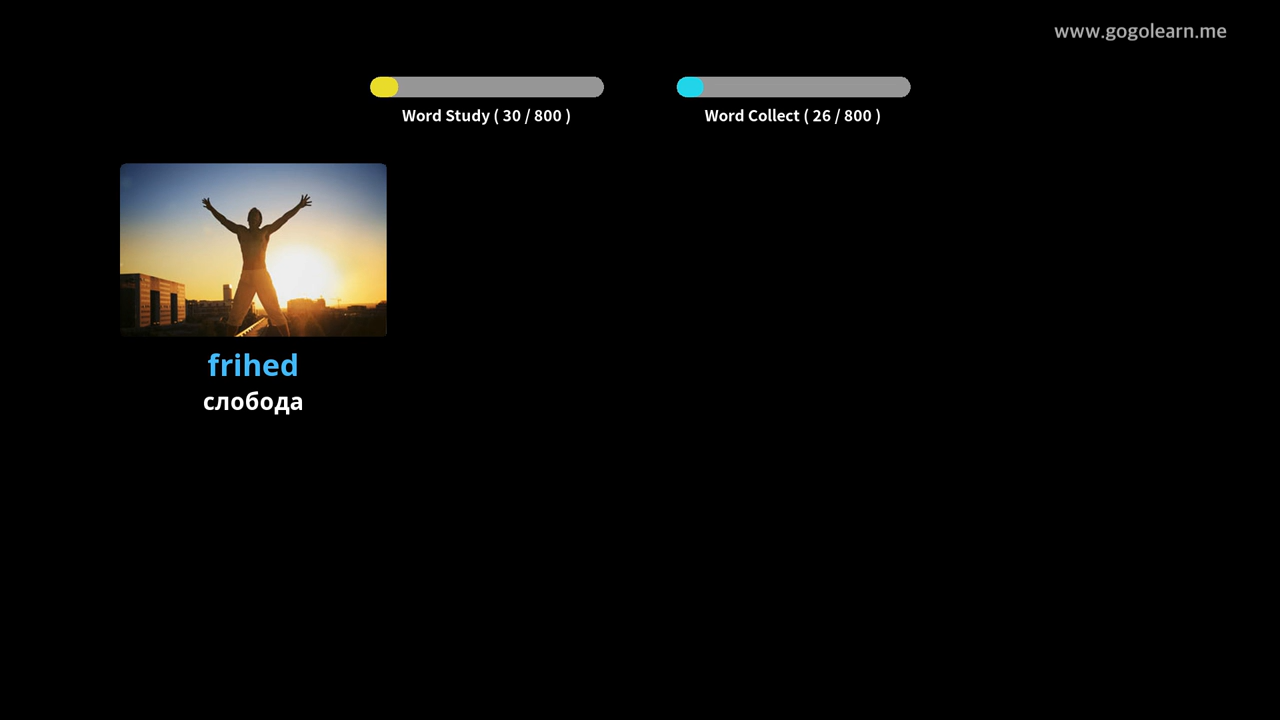 www.gogolearn.me
Word Study ( 30 / 800 )
Word Collect ( 26 / 800 )
frihed
слобода